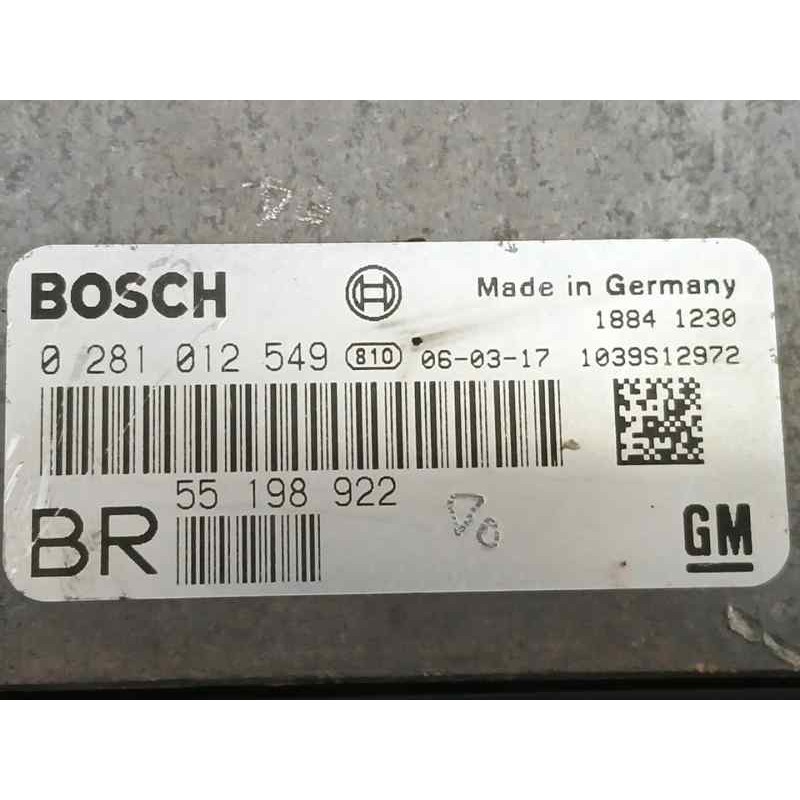 BOSCH Made in Germany
1884 1230
0 281 012 549 810 06-03-17 1039S12972
55 198 922
BR GM